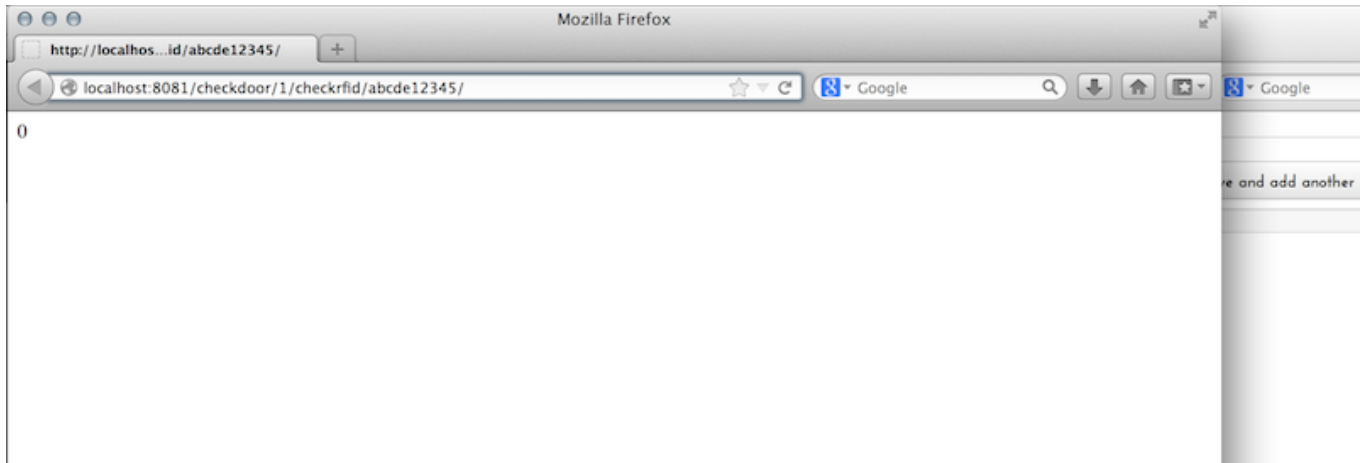 Mozilla Firefox
http://localhos...id/abcde12345/
localhost:8081/checkdoor/1/checkrfid/abcde12345/
Google
Google
0
e and add another